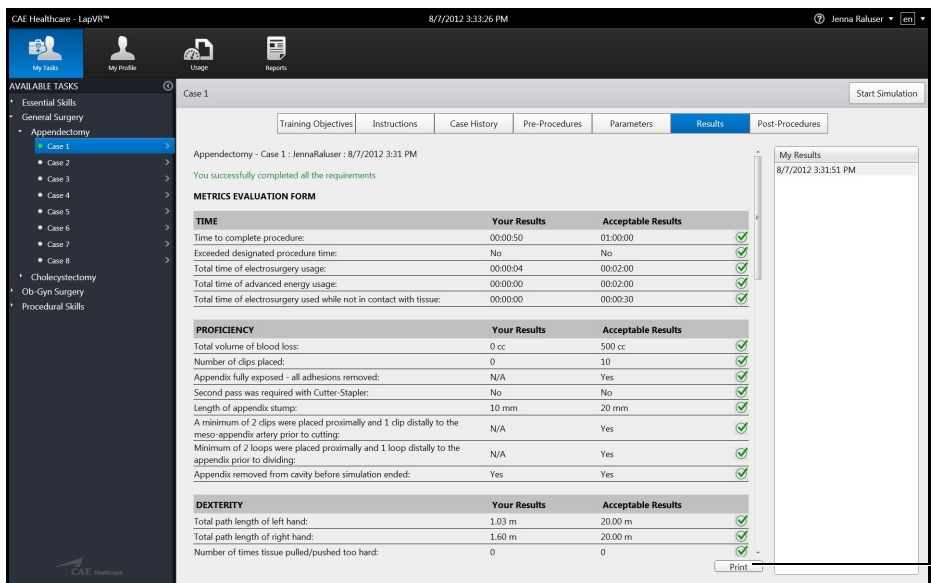 CAE Healthcare - LapVR™ 8/7/2012 3:33:26 PM Jenna Raluser en
My Tasks My Profile Usage Reports
AVAILABLE TASKS
Essential Skills
General Surgery
Appendectomy
Case 1
Case 2
Case 3
Case 4
Case 5
Case 6
Case 7
Case 8
Cholecystectomy
Ob-Gyn Surgery
Procedural Skills
CAE Healthcare
Case 1 Start Simulation
Training Objectives Instructions Case History Pre-Procedures Parameters Results Post-Procedures
Appendectomy - Case 1 : JennaRaluser : 8/7/2012 3:31 PM
You successfully completed all the requirements
METRICS EVALUATION FORM
TIME Your Results Acceptable Results
Time to complete procedure: 00:00:50 01:00:00
Exceeded designated procedure time: No No
Total time of electrosurgery usage: 00:00:04 00:02:00
Total time of advanced energy usage: 00:00:00 00:02:00
Total time of electrosurgery used while not in contact with tissue: 00:00:00 00:00:30
PROFICIENCY Your Results Acceptable Results
Total volume of blood loss: 0 cc 500 cc
Number of clips placed: 0 10
Appendix fully exposed - all adhesions removed: N/A Yes
Second pass was required with Cutter-Stapler: No No
Length of appendix stump: 10 mm 20 mm
A minimum of 2 clips were placed proximally and 1 clip distally to the
meso-appendix artery prior to cutting: N/A Yes
Minimum of 2 loops were placed proximally and 1 loop distally to the
appendix prior to dividing: N/A Yes
Appendix removed from cavity before simulation ended: Yes Yes
DEXTERITY Your Results Acceptable Results
Total path length of left hand: 1.03 m 20.00 m
Total path length of right hand: 1.60 m 20.00 m
Number of times tissue pulled/pushed too hard: 0 0
Print
My Results
8/7/2012 3:31:51 PM